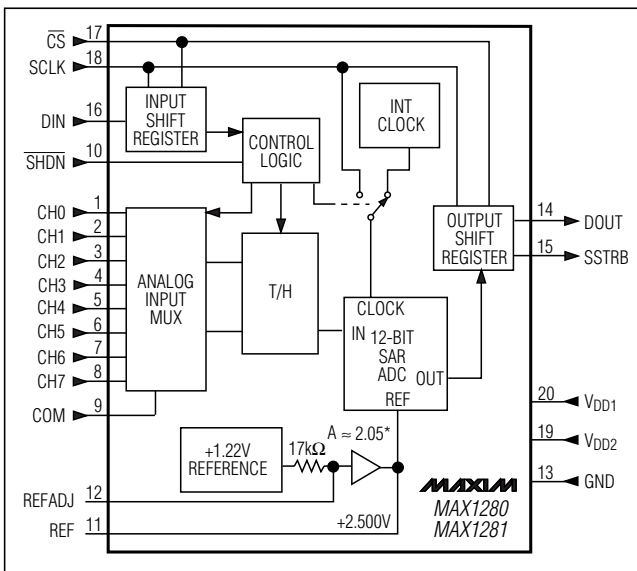 CS 17
SCLK 18
DIN 16
SHDN 10
CH0 1
CH1 2
CH2 3
CH3 4
CH4 5
CH5 6
CH6 7
CH7 8
COM 9
REFADJ 12
REF 11
INPUT
SHIFT
REGISTER
CONTROL
LOGIC
INT
CLOCK
ANALOG
INPUT
MUX
T/H
CLOCK
IN 12-BIT
SAR
ADC
OUT
REF
OUTPUT
SHIFT
REGISTER
14 DOUT
15 SSTRB
20 VDD1
19 VDD2
13 GND
+1.22V
REFERENCE
17kΩ
A ≈ 2.05*
+2.500V
MAXIM
MAX1280
MAX1281